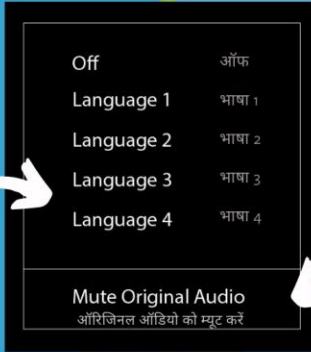 Off ऑफ
Language 1 भाषा 1
Language 2 भाषा 2
Language 3 भाषा 3
Language 4 भाषा 4
Mute Original Audio
ऑरिजिनल ऑडियो को म्यूट करें